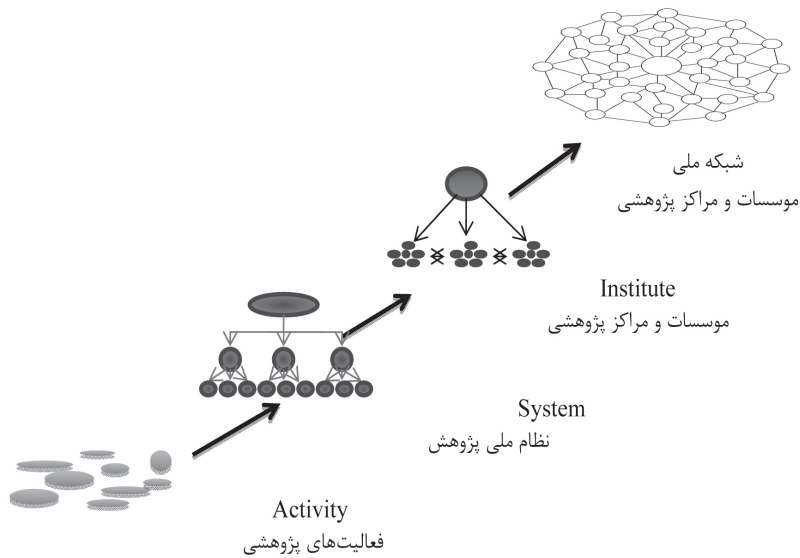 شبکه ملی
موسسات و مراکز پژوهشی
Institute
موسسات و مراکز پژوهشی
System
نظام ملی پژوهش
Activity
فعالیت‌های پژوهشی